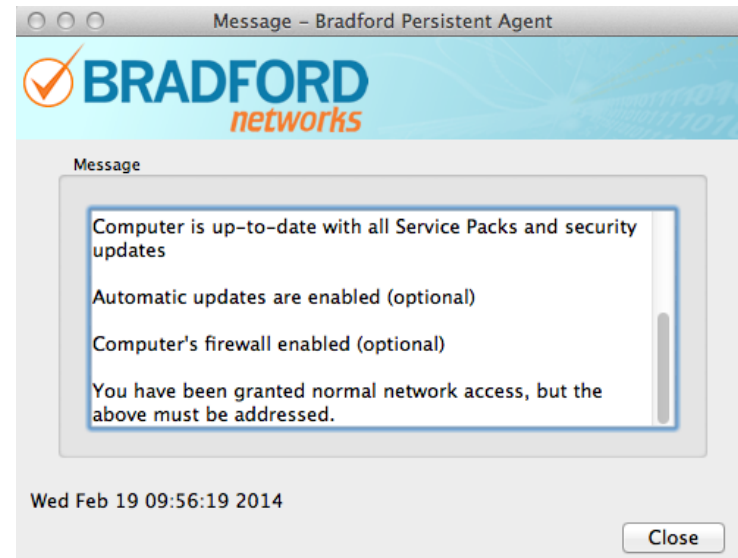 Message – Bradford Persistent Agent
BRADFORD
networks
Message
Computer is up-to-date with all Service Packs and security
updates
Automatic updates are enabled (optional)
Computer's firewall enabled (optional)
You have been granted normal network access, but the
above must be addressed.
Wed Feb 19 09:56:19 2014
Close